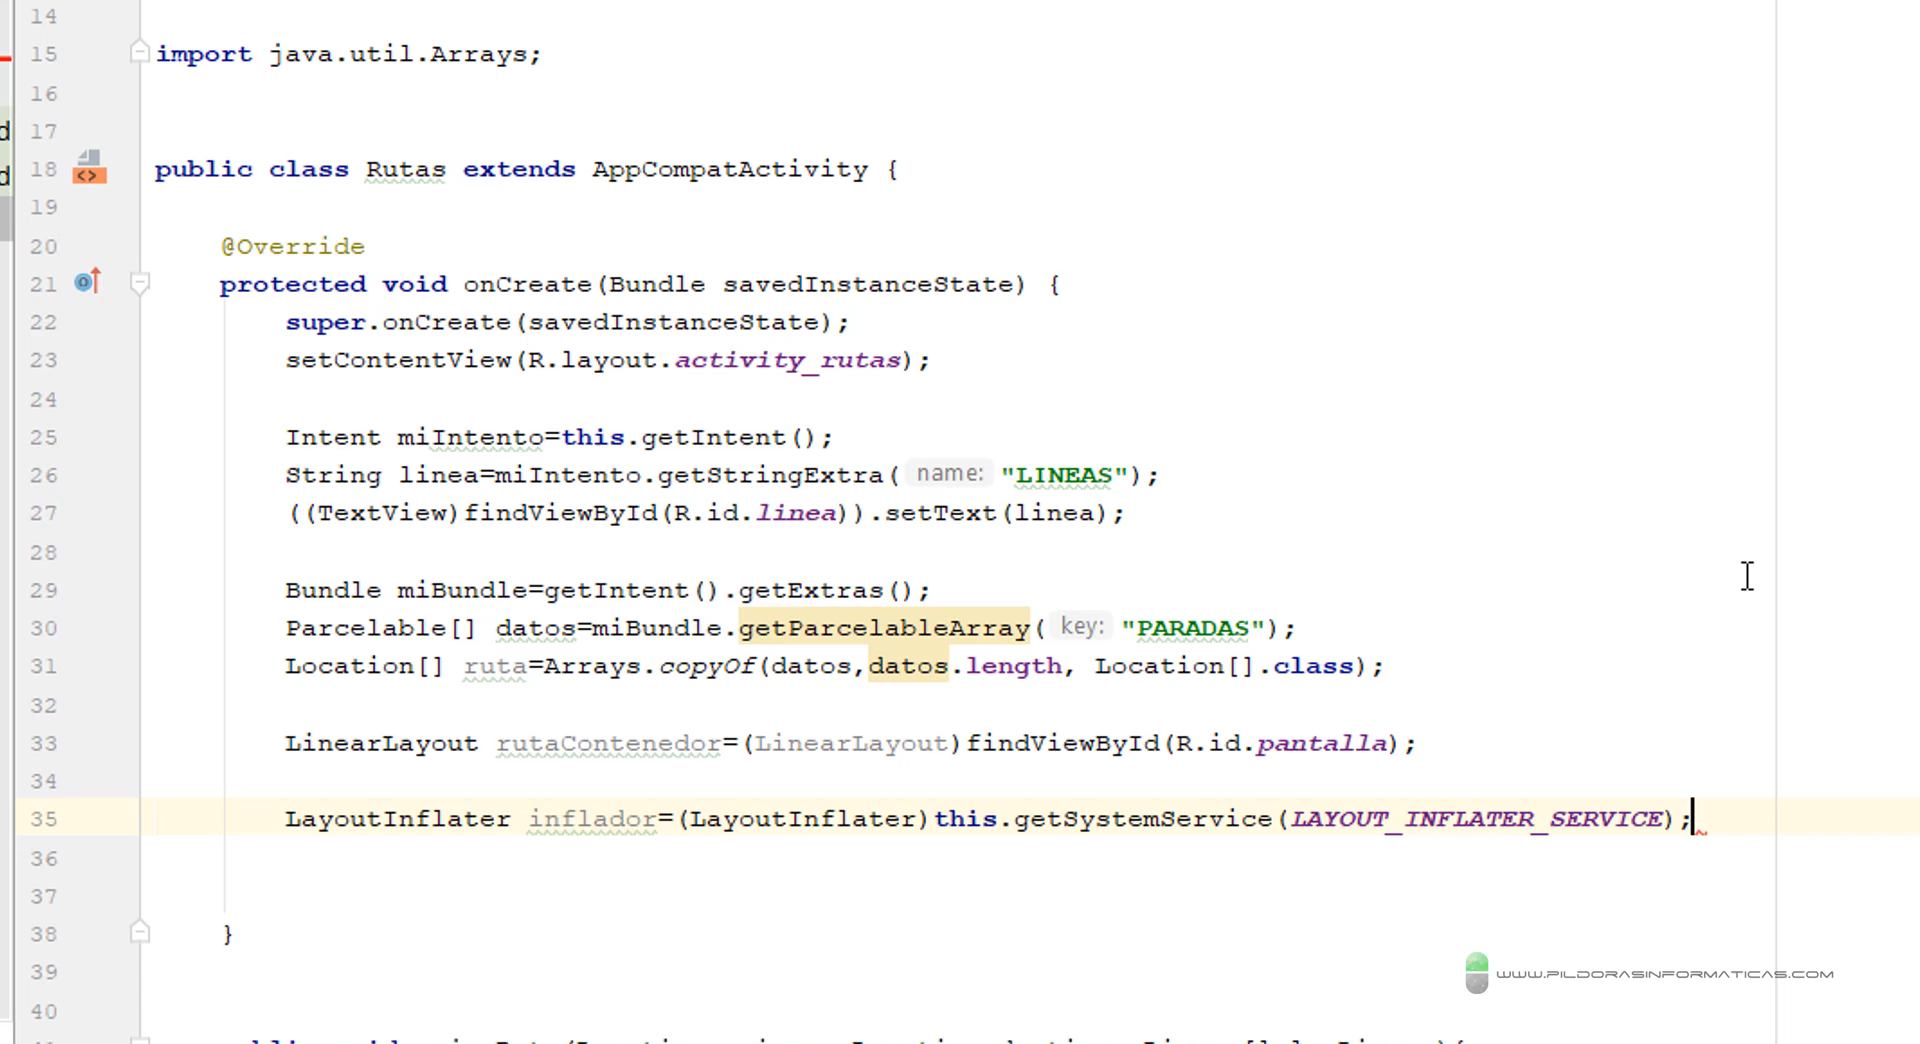 14
15 import java.util.Arrays;
16
d 17
d 18 public class Rutas extends AppCompatActivity {
19
20 @Override
21 protected void onCreate(Bundle savedInstanceState) {
22 super.onCreate(savedInstanceState);
23 setContentView(R.layout.activity_rutas);
24
25 Intent miIntento=this.getIntent();
26 String linea=miIntento.getStringExtra( name: "LINEAS");
27 ((TextView)findViewById(R.id.linea)).setText(linea);
28
29 Bundle miBundle=getIntent().getExtras();
30 Parcelable[] datos=miBundle.getParcelableArray( key: "PARADAS");
31 Location[] ruta=Arrays.copyOf(datos,datos.length, Location[].class);
32
33 LinearLayout rutaContenedor=(LinearLayout)findViewById(R.id.pantalla);
34
35 LayoutInflater inflador=(LayoutInflater)this.getSystemService(LAYOUT_INFLATER_SERVICE);
36
37
38 }
39
WWW.PILDORASINFORMATICAS.COM
40